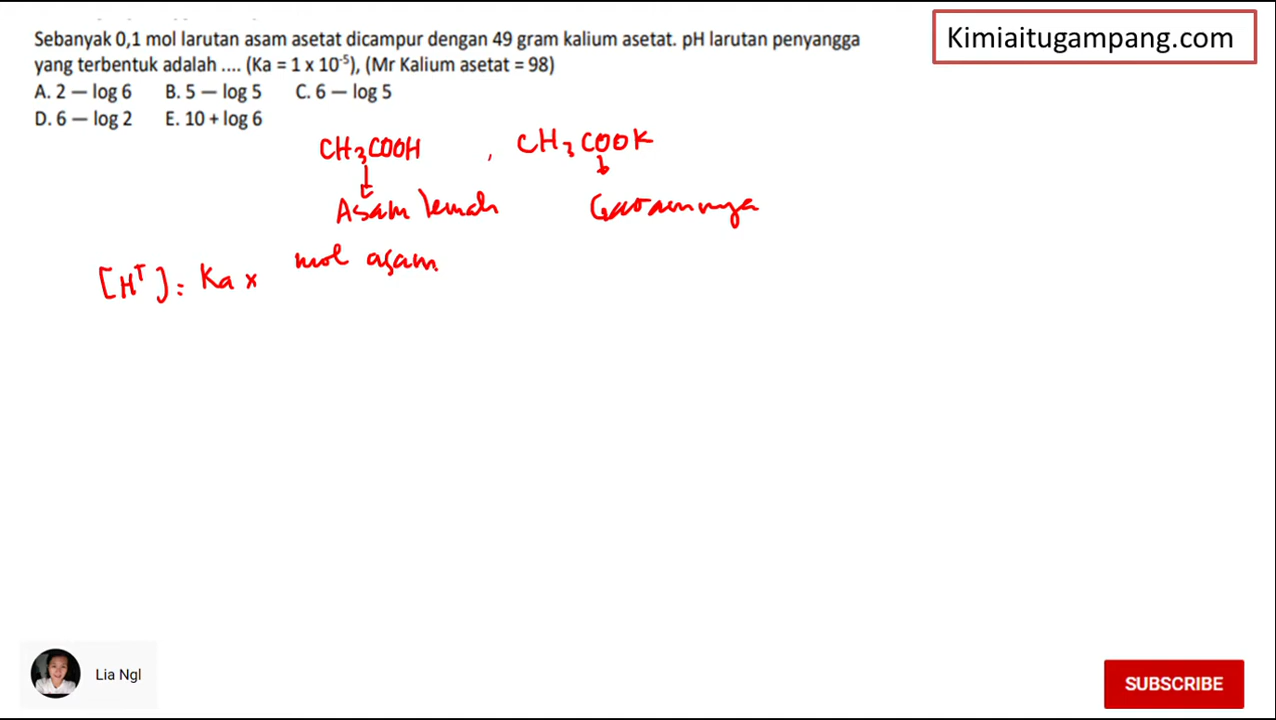 Kimiaitugampang.com
Sebanyak 0,1 mol larutan asam asetat dicampur dengan 49 gram kalium asetat. pH larutan penyangga
yang terbentuk adalah .... (Ka = 1 x 10⁻⁵), (Mr Kalium asetat = 98)
A. 2 — log 6 B. 5 — log 5 C. 6 — log 5
D. 6 — log 2 E. 10 + log 6
CH₃COOH , CH₃COOK
↓ ↓
Asam lemah Garamnya
[H⁺] = Ka x mol asam
Lia Ngl
SUBSCRIBE